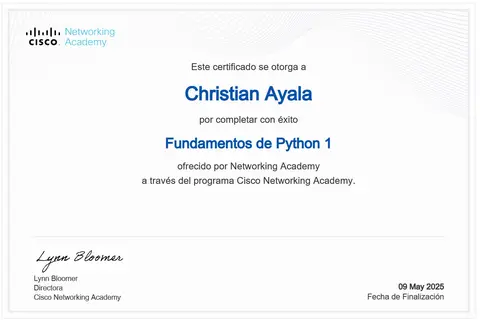 Networking
CISCO. Academy
Este certificado se otorga a
Christian Ayala
por completar con éxito
Fundamentos de Python 1
ofrecido por Networking Academy
a través del programa Cisco Networking Academy.
Lynn Bloomer
Lynn Bloomer
Directora
Cisco Networking Academy
09 May 2025
Fecha de Finalización